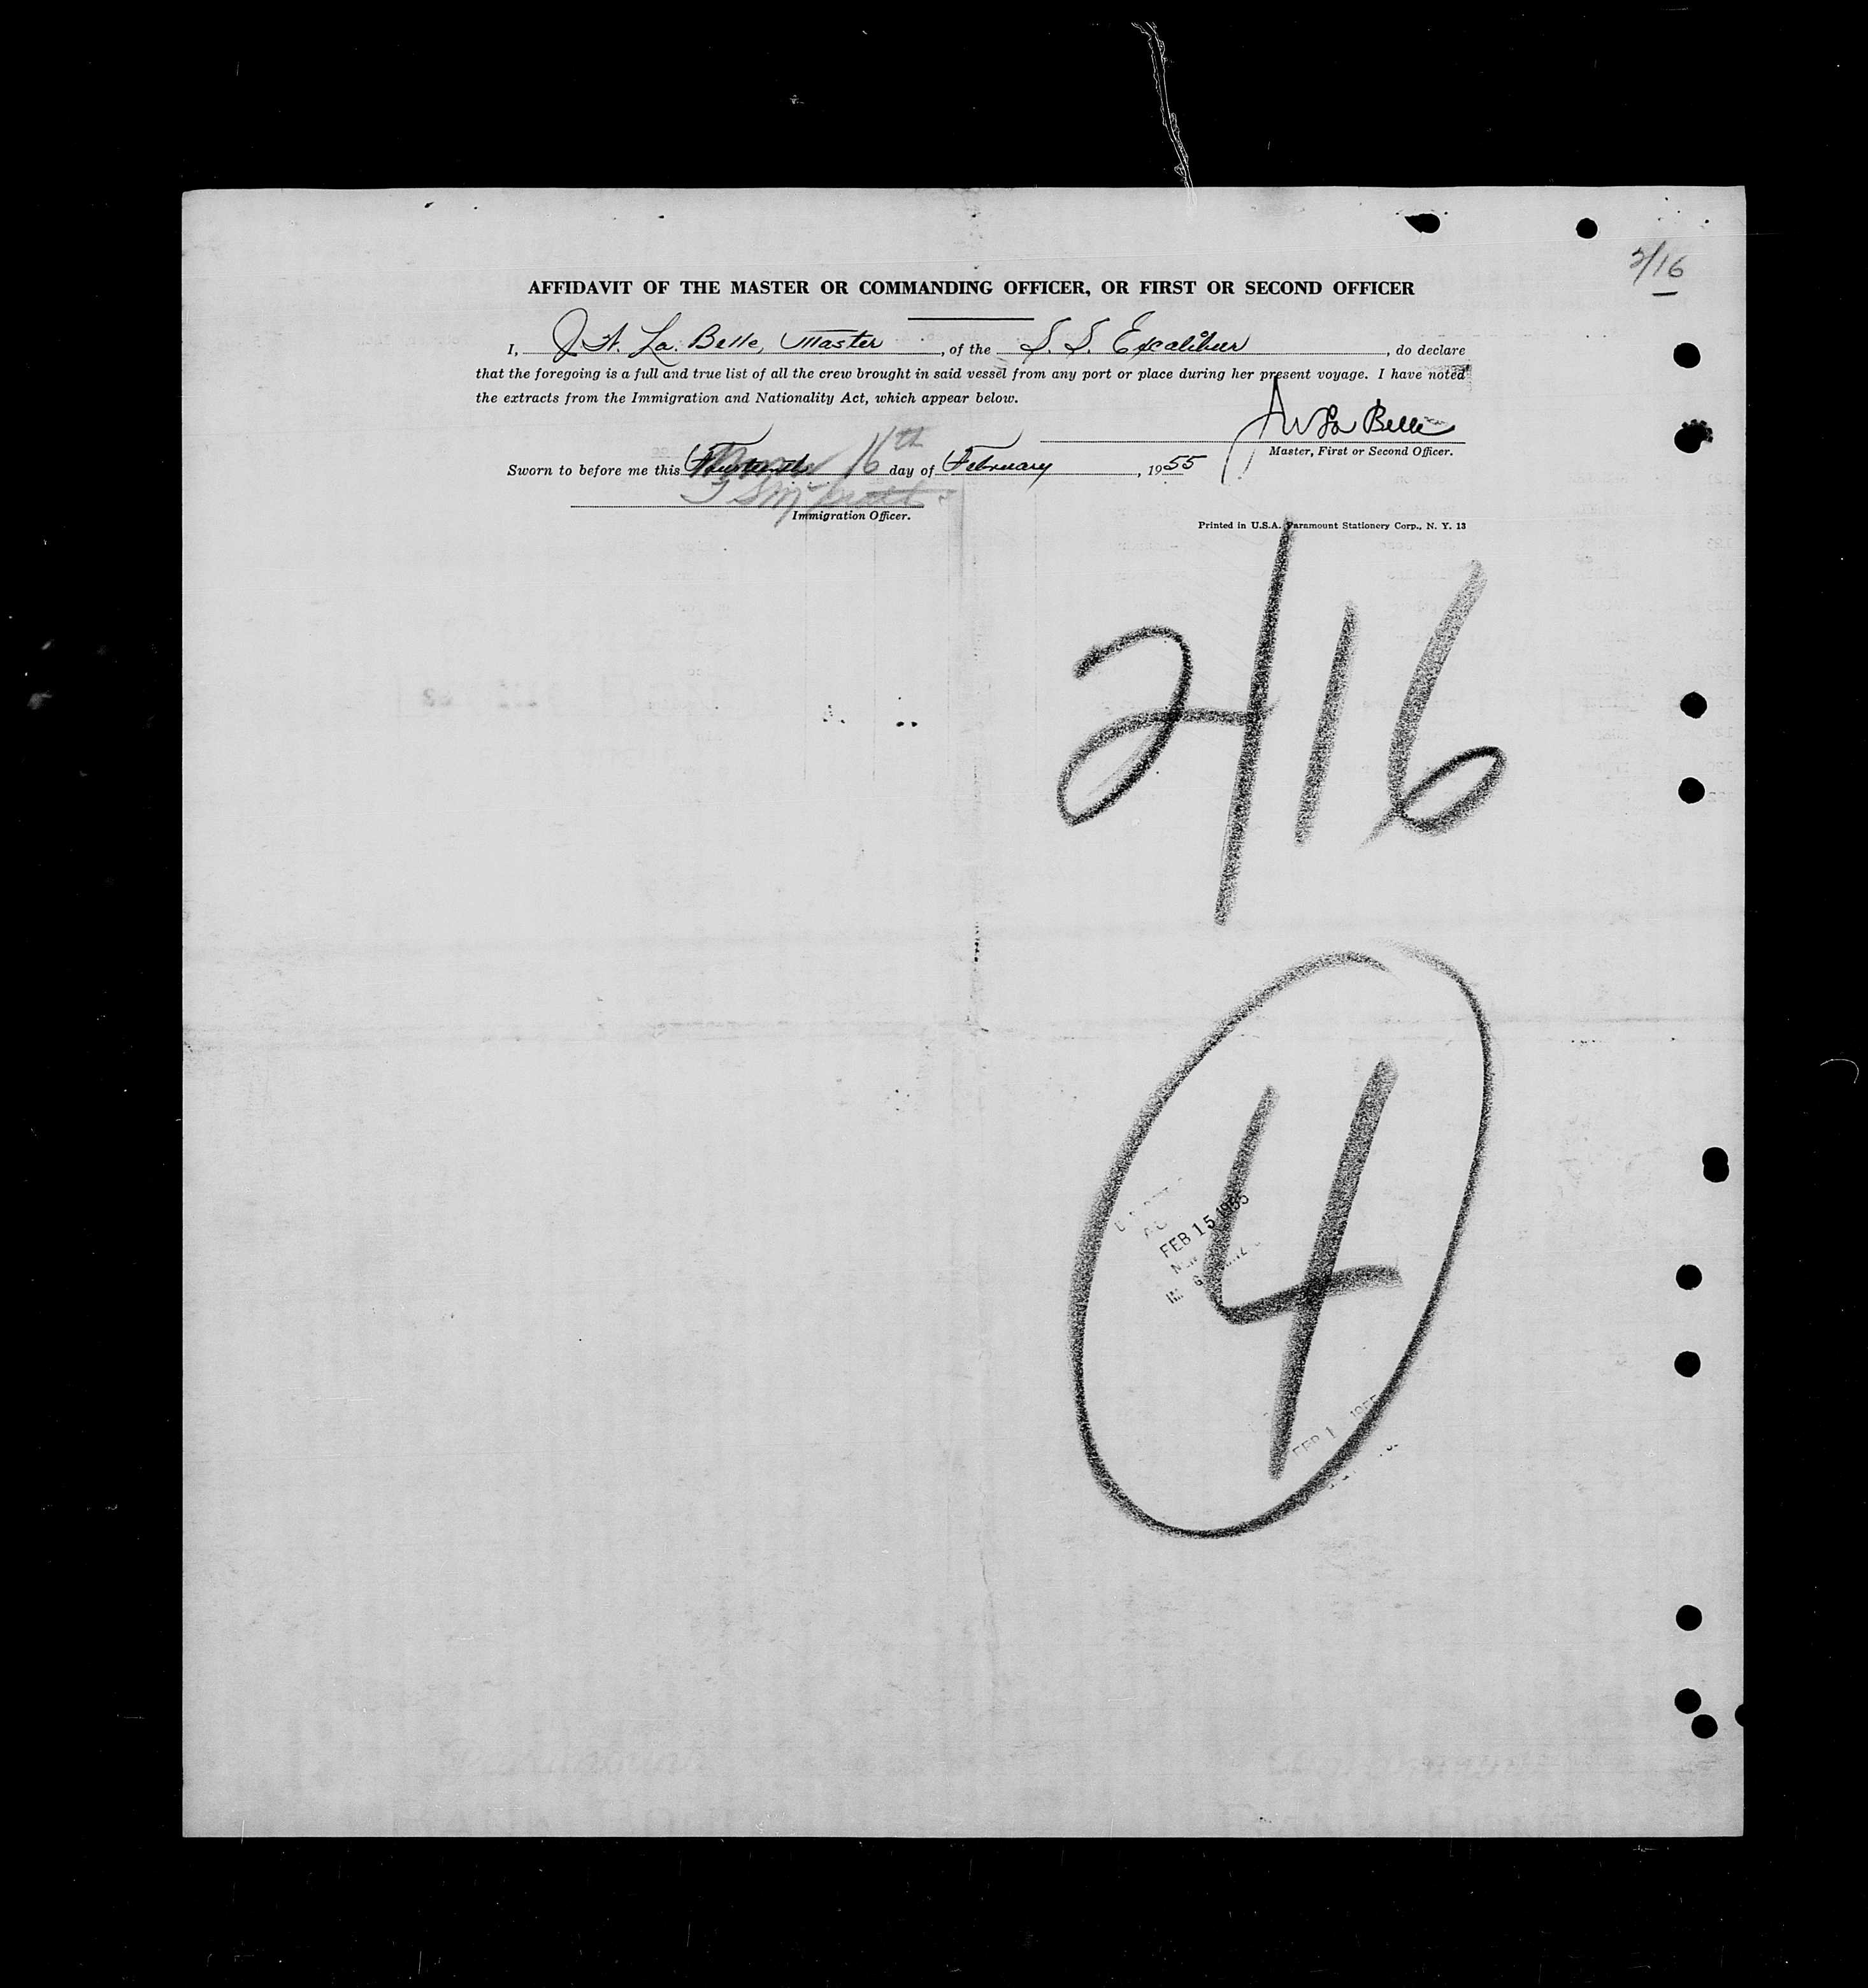 2/16
AFFIDAVIT OF THE MASTER OR COMMANDING OFFICER, OR FIRST OR SECOND OFFICER
I, J. W. La Belle, Master, of the S. S. Excalibur, do declare
that the foregoing is a full and true list of all the crew brought in said vessel from any port or place during her present voyage. I have noted
the extracts from the Immigration and Nationality Act, which appear below.
La Belle
Master, First or Second Officer.
Sworn to before me this Fourteenth 16th day of February, 1955
Immigration Officer.
Printed in U.S.A. Paramount Stationery Corp., N. Y. 13
2/16
4
FEB 15 1955
FEB 1 1955